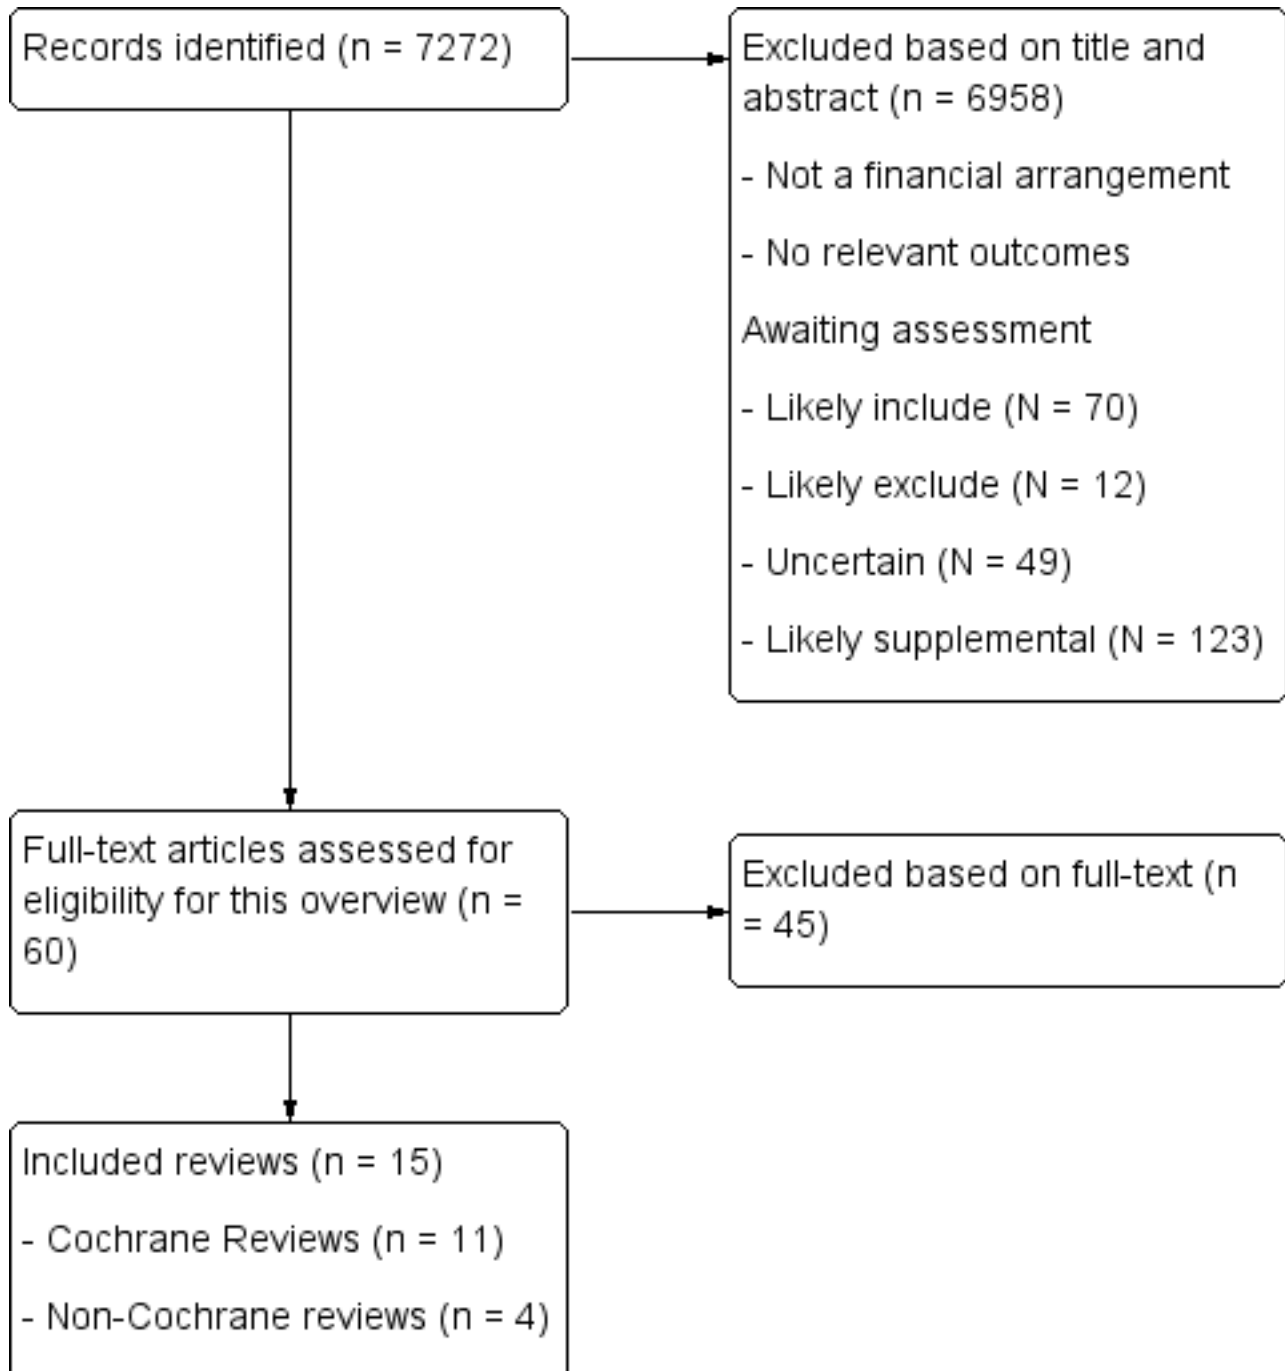 Records identified (n = 7272)
Excluded based on title and
abstract (n = 6958)
- Not a financial arrangement
- No relevant outcomes
Awaiting assessment
- Likely include (N = 70)
- Likely exclude (N = 12)
- Uncertain (N = 49)
- Likely supplemental (N = 123)
Full-text articles assessed for
eligibility for this overview (n =
60)
Excluded based on full-text (n
= 45)
Included reviews (n = 15)
- Cochrane Reviews (n = 11)
- Non-Cochrane reviews (n = 4)